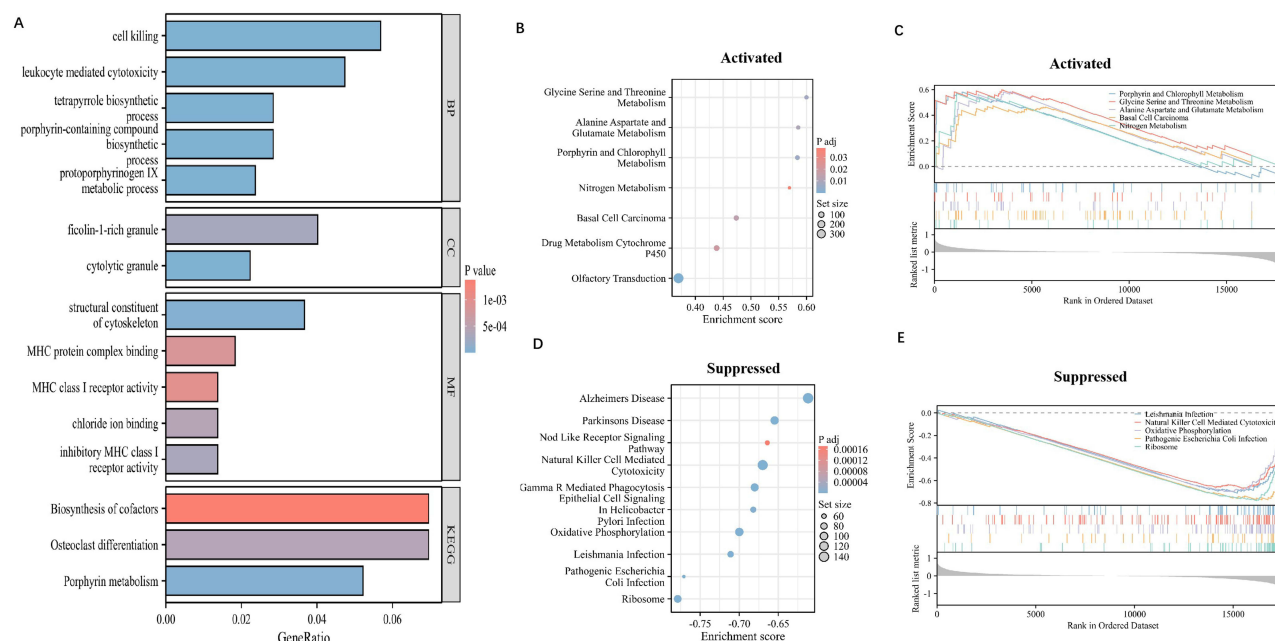 A
cell killing
leukocyte mediated cytotoxicity
tetrapyrrole biosynthetic
process
porphyrin-containing compound
biosynthetic
process
protoporphyrinogen IX
metabolic process
BP
ficolin-1-rich granule
cytolytic granule
CC
structural constituent
of cytoskeleton
MHC protein complex binding
MHC class I receptor activity
chloride ion binding
inhibitory MHC class I
receptor activity
MF
Biosynthesis of cofactors
Osteoclast differentiation
Porphyrin metabolism
KEGG
0.00 0.02 0.04 0.06
GeneRatio
P value
1e-03
5e-04
B
Activated
Glycine Serine and Threonine
Metabolism
Alanine Aspartate and
Glutamate Metabolism
Porphyrin and Chlorophyll
Metabolism
Nitrogen Metabolism
Basal Cell Carcinoma
Drug Metabolism Cytochrome
P450
Olfactory Transduction
0.40 0.45 0.50 0.55 0.60
Enrichment score
P adj
0.03
0.02
0.01
Set size
100
200
300
C
Activated
Enrichment Score
0.6
0.4
0.2
0.0
Porphyrin and Chlorophyll Metabolism
Glycine Serine and Threonine Metabolism
Alanine Aspartate and Glutamate Metabolism
Basal Cell Carcinoma
Nitrogen Metabolism
Ranked list metric
1
0
-1
0 5000 10000 15000
Rank in Ordered Dataset
D
Suppressed
Alzheimers Disease
Parkinsons Disease
Nod Like Receptor Signaling
Pathway
Natural Killer Cell Mediated
Cytotoxicity
Gamma R Mediated Phagocytosis
Epithelial Cell Signaling
In Helicobacter
Pylori Infection
Oxidative Phosphorylation
Leishmania Infection
Pathogenic Escherichia
Coli Infection
Ribosome
-0.75 -0.70 -0.65
Enrichment score
P adj
0.00016
0.00012
0.00008
0.00004
Set size
60
80
100
120
140
E
Suppressed
Enrichment Score
0.0
-0.2
-0.4
-0.6
-0.8
Leishmania Infection
Natural Killer Cell Mediated Cytotoxicity
Oxidative Phosphorylation
Pathogenic Escherichia Coli Infection
Ribosome
Ranked list metric
1
0
-1
0 5000 10000 15000
Rank in Ordered Dataset